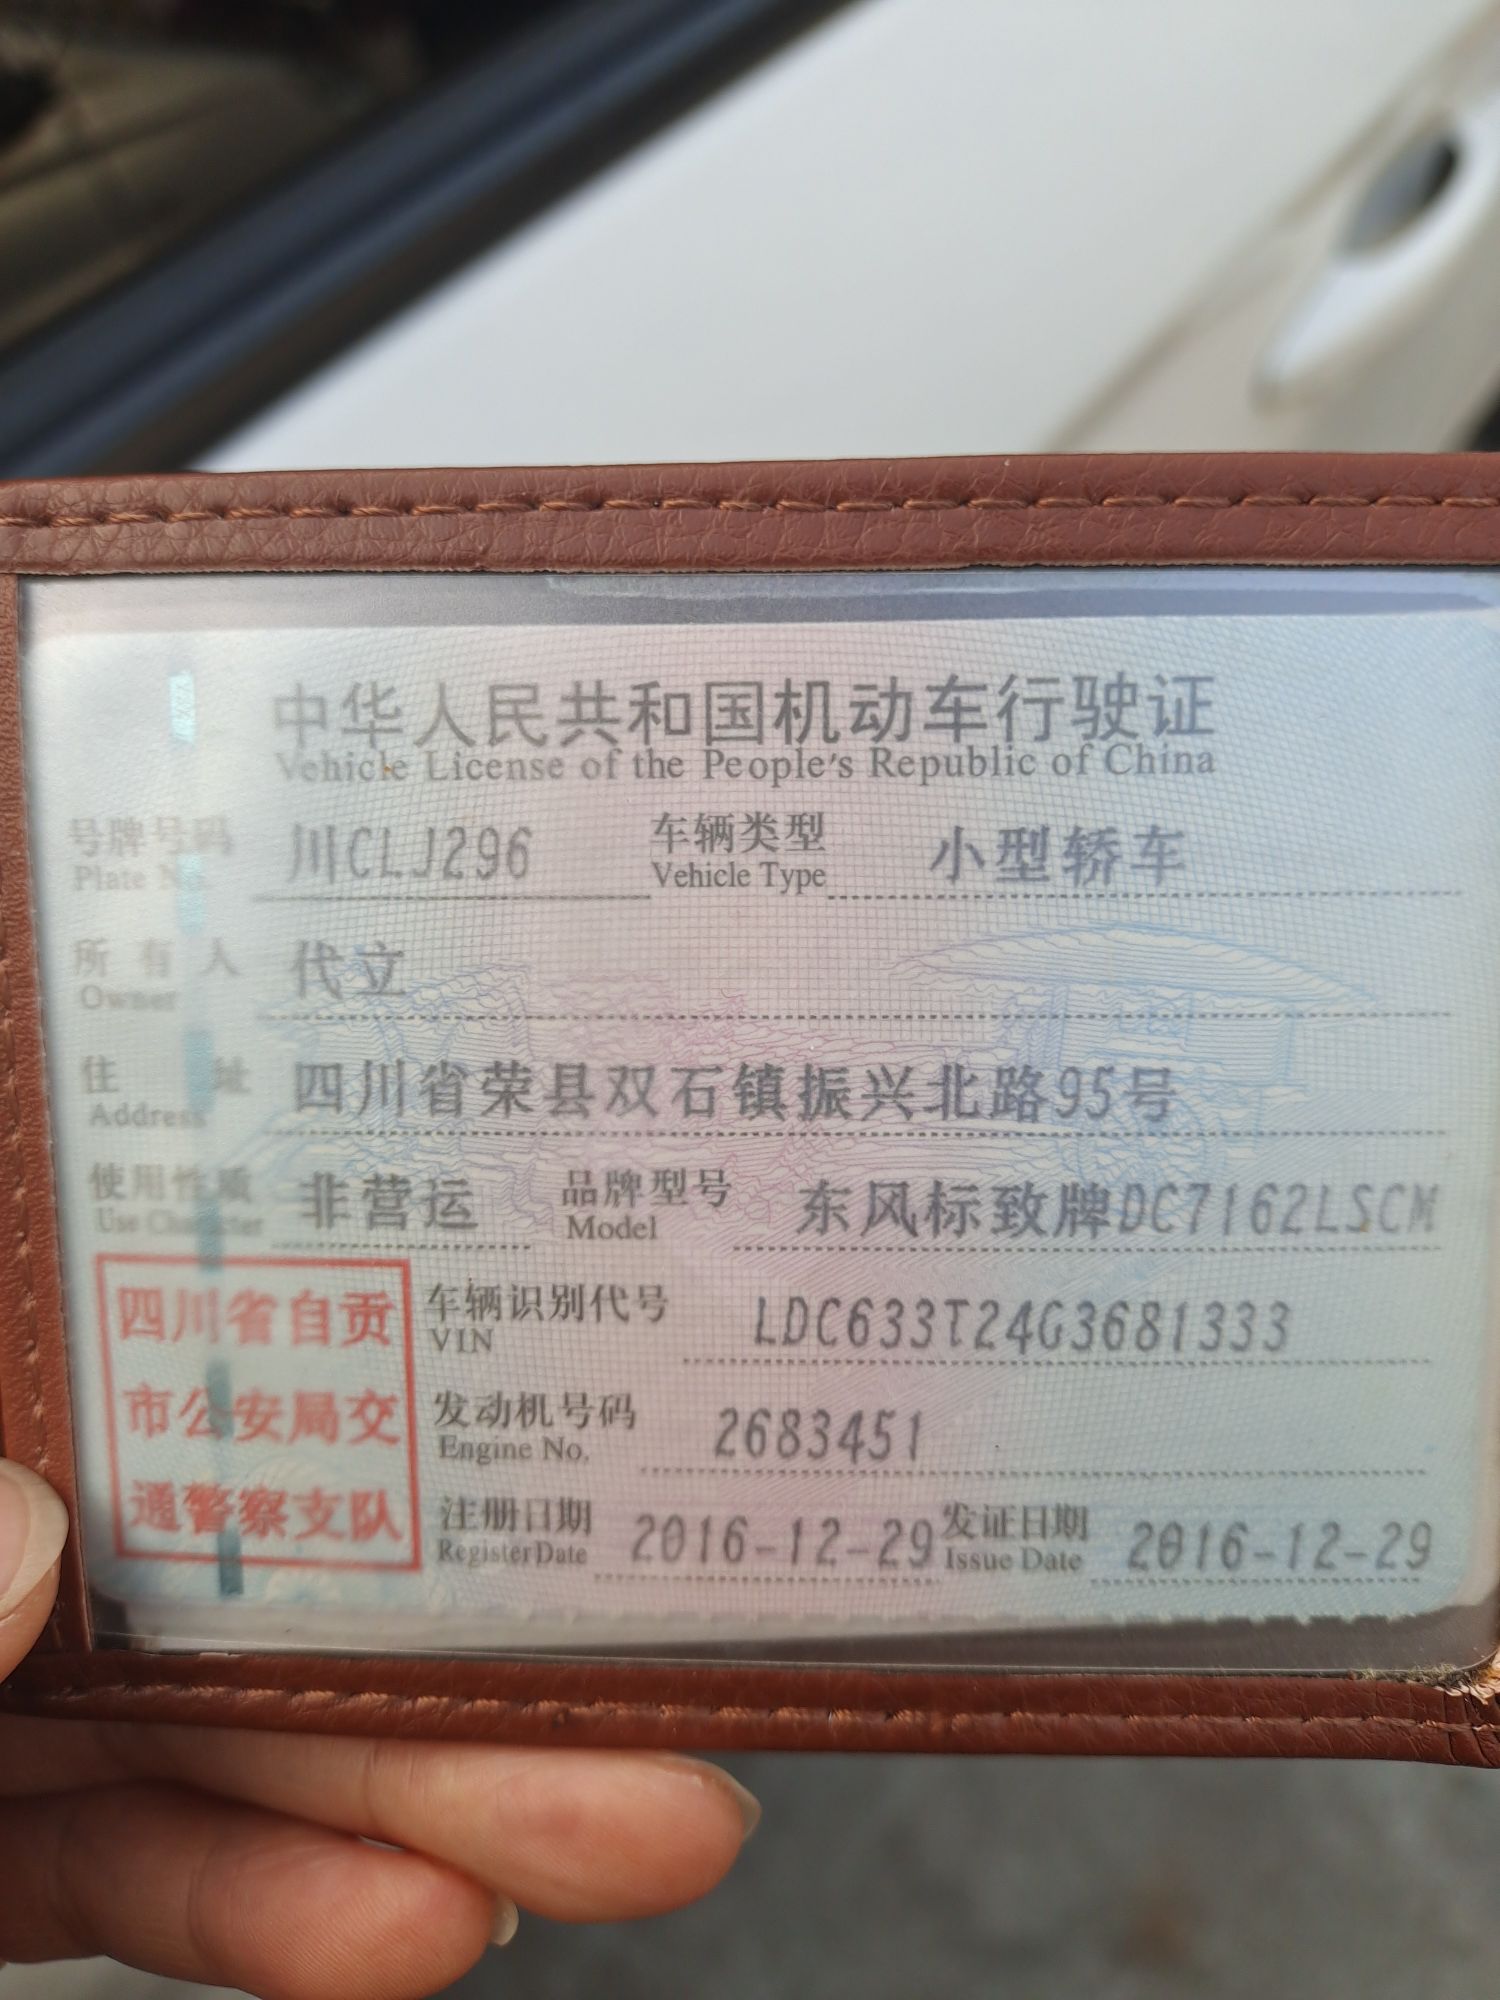 中华人民共和国机动车行驶证
Vehicle License of the People's Republic of China
号牌号码 川CLJ296 车辆类型 小型轿车
Plate No. Vehicle Type
所有人 代立
Owner
住址 四川省荣县双石镇振兴北路95号
Address
使用性质 非营运 品牌型号 东风标致牌DC7162LSCM
Use Character Model
四川省自贡
市公安局交
通警察支队
车辆识别代号 LDC633T24G3681333
VIN
发动机号码 2683451
Engine No.
注册日期 2016-12-29 发证日期 2016-12-29
RegisterDate Issue Date